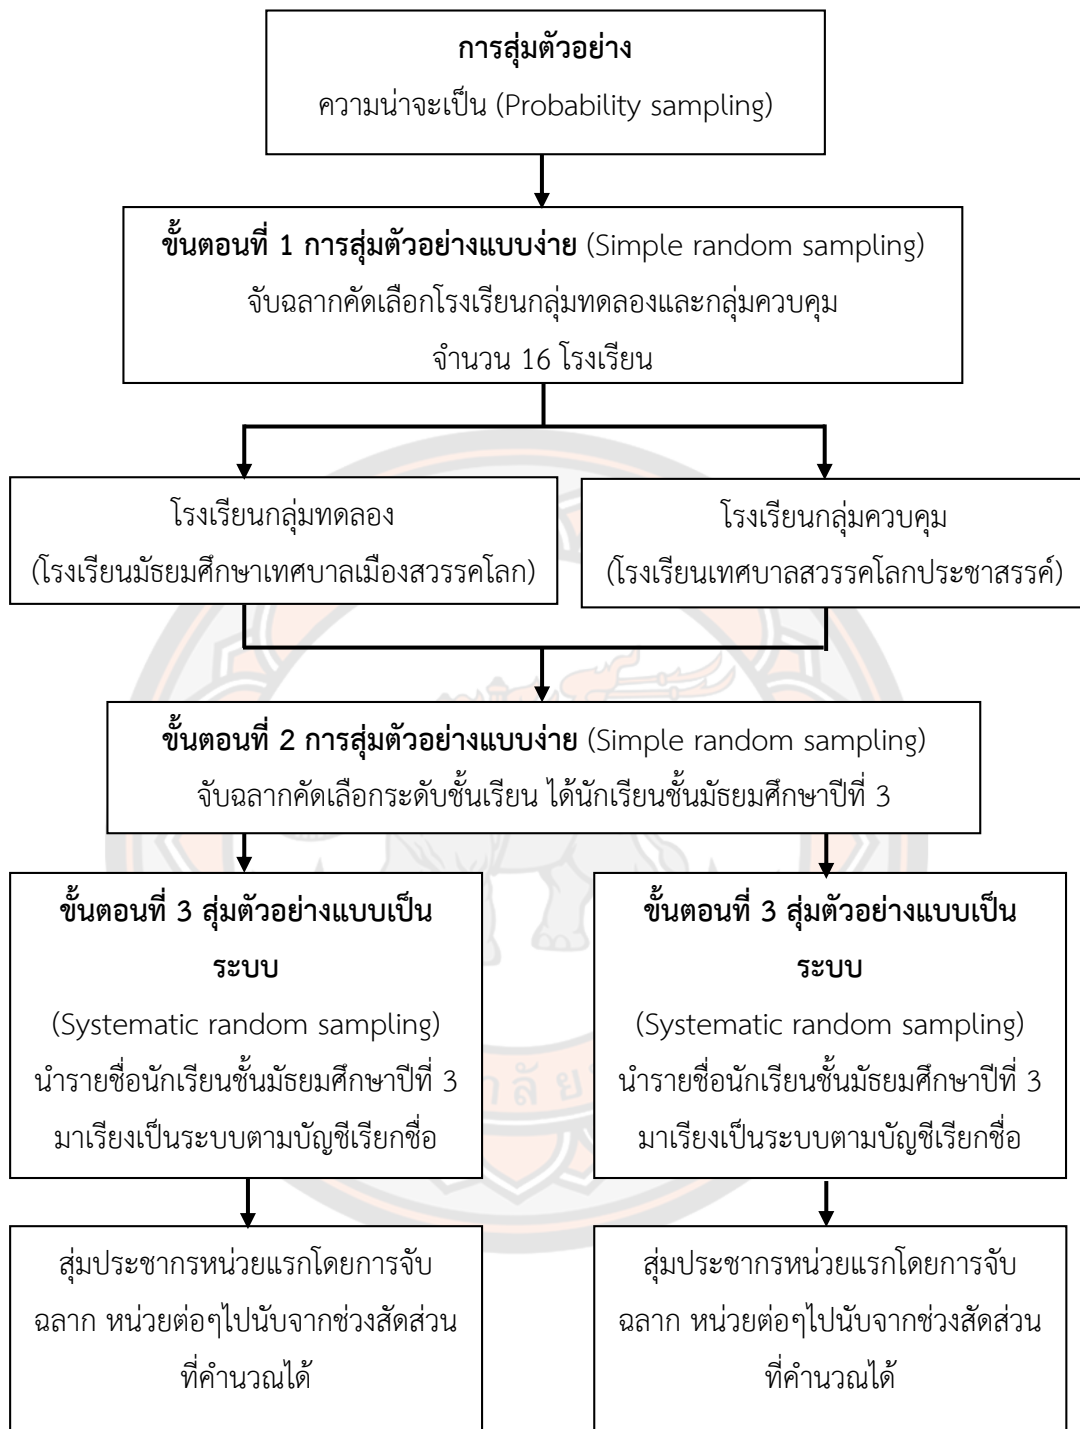 การสุ่มตัวอย่าง
ความน่าจะเป็น (Probability sampling)
ขั้นตอนที่ 1 การสุ่มตัวอย่างแบบง่าย (Simple random sampling)
จับฉลากคัดเลือกโรงเรียนกลุ่มทดลองและกลุ่มควบคุม
จำนวน 16 โรงเรียน
โรงเรียนกลุ่มทดลอง
(โรงเรียนมัธยมศึกษาเทศบาลเมืองสวรรคโลก)
โรงเรียนกลุ่มควบคุม
(โรงเรียนเทศบาลสวรรคโลกประชาสรรค์)
ขั้นตอนที่ 2 การสุ่มตัวอย่างแบบง่าย (Simple random sampling)
จับฉลากคัดเลือกระดับชั้นเรียน ได้นักเรียนชั้นมัธยมศึกษาปีที่ 3
ขั้นตอนที่ 3 สุ่มตัวอย่างแบบเป็น
ระบบ
(Systematic random sampling)
นำรายชื่อนักเรียนชั้นมัธยมศึกษาปีที่ 3
มาเรียงเป็นระบบตามบัญชีเรียกชื่อ
ขั้นตอนที่ 3 สุ่มตัวอย่างแบบเป็น
ระบบ
(Systematic random sampling)
นำรายชื่อนักเรียนชั้นมัธยมศึกษาปีที่ 3
มาเรียงเป็นระบบตามบัญชีเรียกชื่อ
สุ่มประชากรหน่วยแรกโดยการจับ
ฉลาก หน่วยต่อๆไปนับจากช่วงสัดส่วน
ที่คำนวณได้
สุ่มประชากรหน่วยแรกโดยการจับ
ฉลาก หน่วยต่อๆไปนับจากช่วงสัดส่วน
ที่คำนวณได้